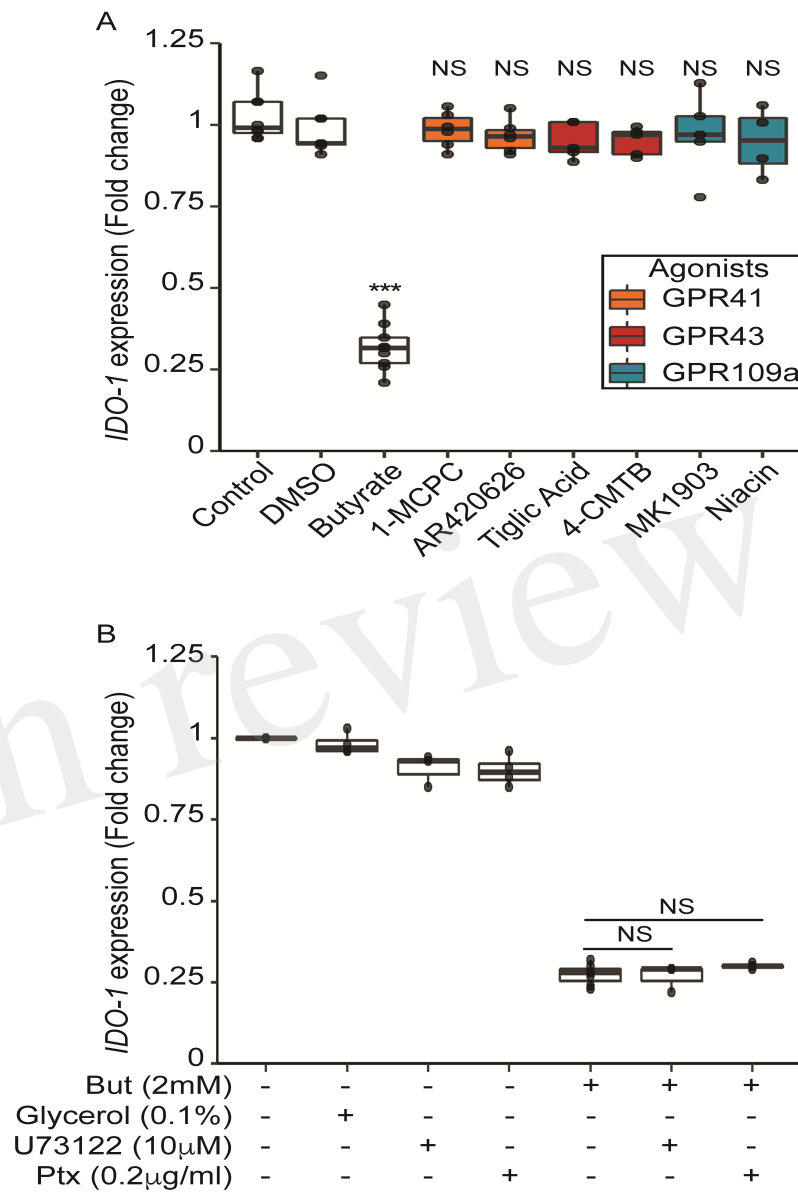 A
1.25
1
0.75
0.5
0.25
0
IDO-1 expression (Fold change)
NS NS NS NS NS NS
***
Agonists
GPR41
GPR43
GPR109a
Control
DMSO
Butyrate
1-MCPC
AR420626
Tiglic Acid
4-CMTB
MK1903
Niacin
n review
B
1.25
1
0.75
0.5
0.25
0
IDO-1 expression (Fold change)
NS
NS
But (2mM) - - - - + + +
Glycerol (0.1%) - + - - - - -
U73122 (10μM) - - + - - + -
Ptx (0.2μg/ml) - - - + - - +